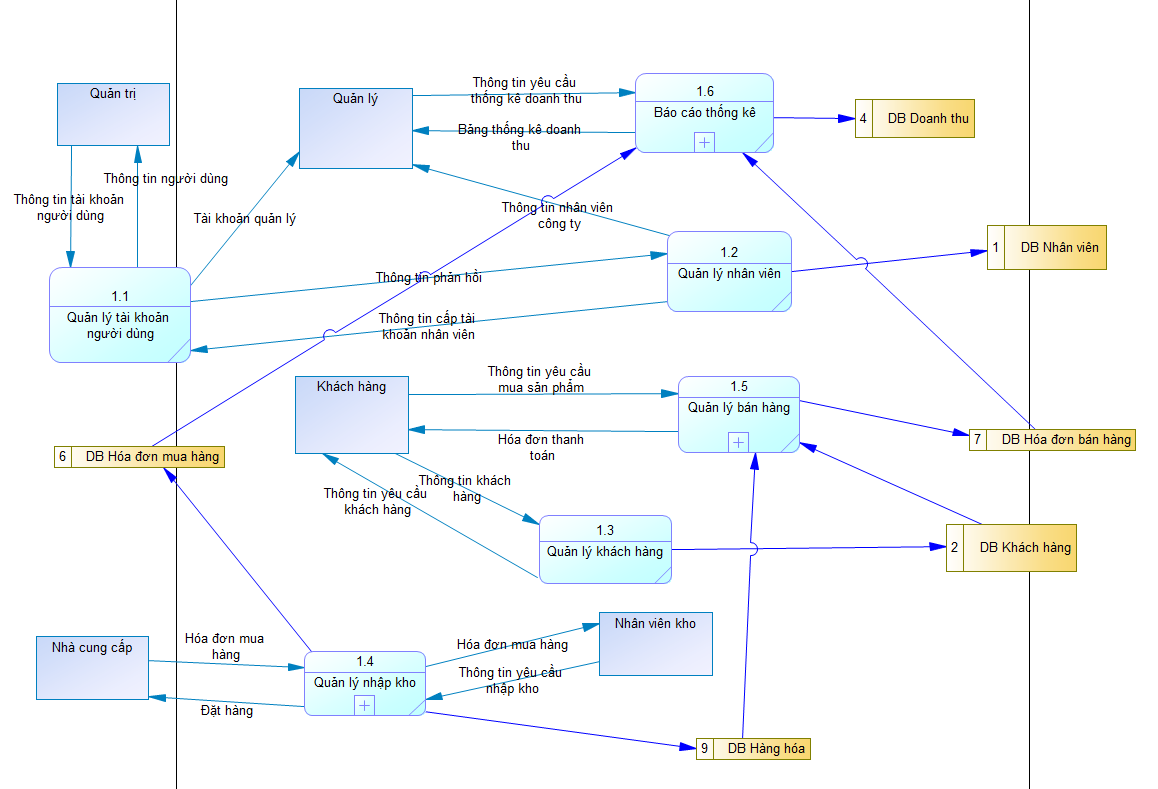 Quản trị
Quản lý
Thông tin yêu cầu
thống kê doanh thu
1.6
Báo cáo thống kê
4
DB Doanh thu
Bảng thống kê doanh
thu
Thông tin người dùng
Thông tin tài khoản
người dùng
Tài khoản quản lý
Thông tin nhân viên
công ty
1.2
Quản lý nhân viên
1
DB Nhân viên
1.1
Quản lý tài khoản
người dùng
Thông tin phản hồi
Thông tin cấp tài
khoản nhân viên
Khách hàng
Thông tin yêu cầu
mua sản phẩm
1.5
Quản lý bán hàng
Hóa đơn thanh
toán
7
DB Hóa đơn bán hàng
6
DB Hóa đơn mua hàng
Thông tin khách
hàng
Thông tin yêu cầu
khách hàng
1.3
Quản lý khách hàng
2
DB Khách hàng
Nhà cung cấp
Hóa đơn mua
hàng
1.4
Quản lý nhập kho
Hóa đơn mua hàng
Nhân viên kho
Thông tin yêu cầu
nhập kho
Đặt hàng
9
DB Hàng hóa